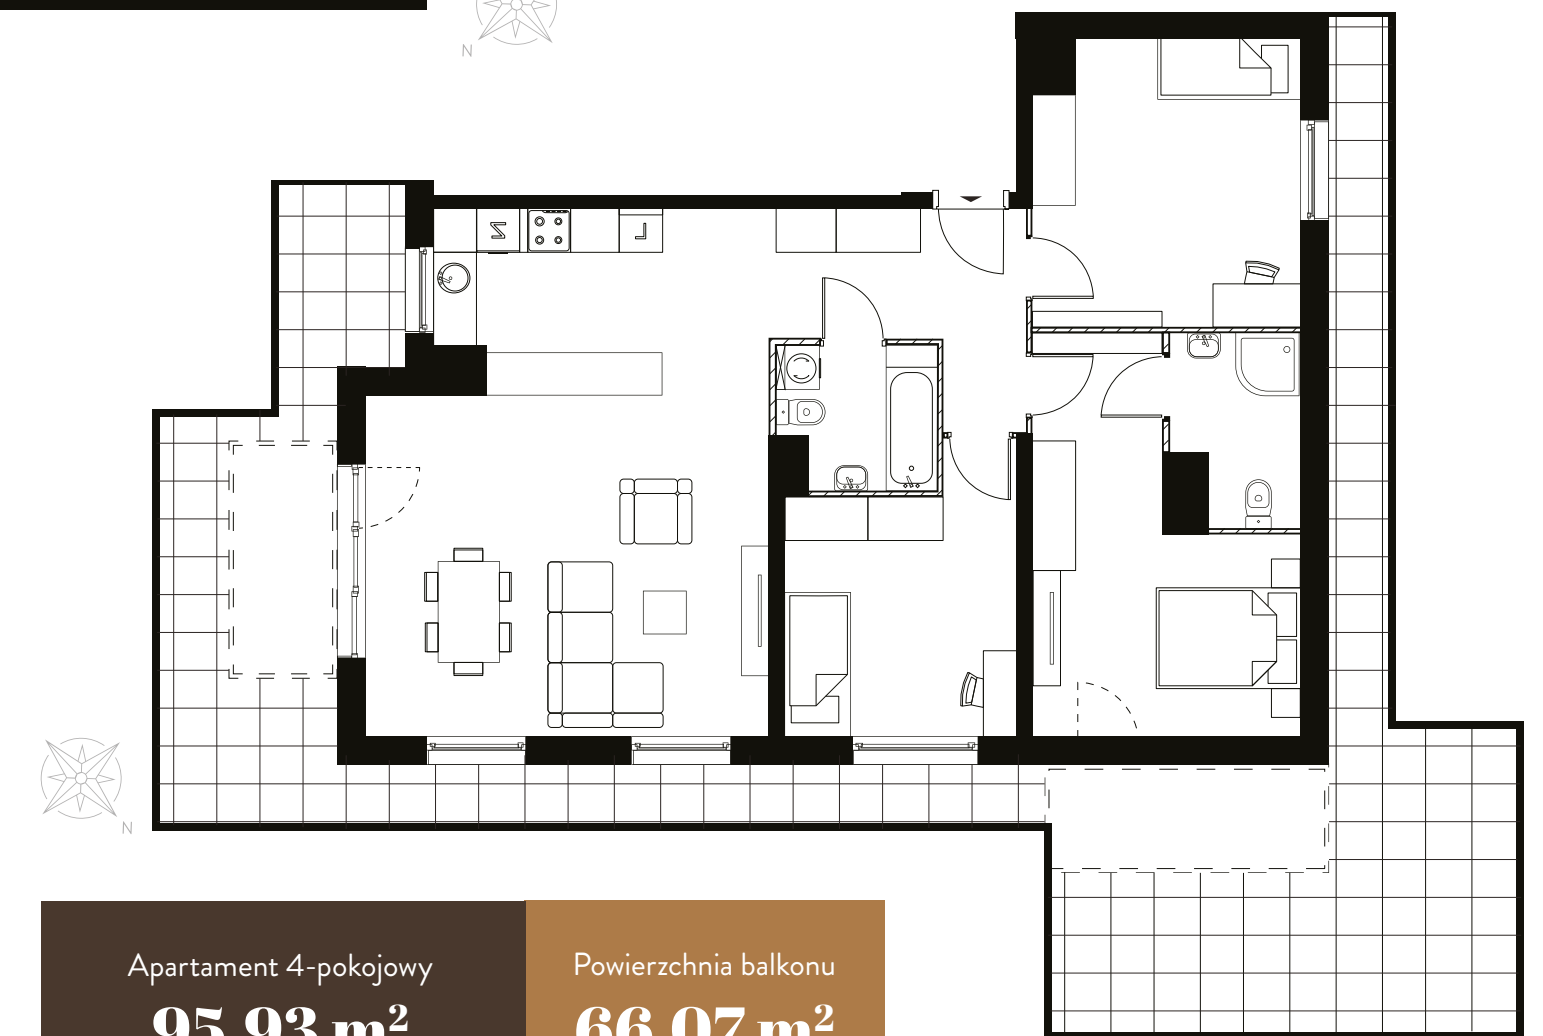 N
N
L
N
Apartament 4-pokojowy
95,93 m²
Powierzchnia balkonu
66,07 m²